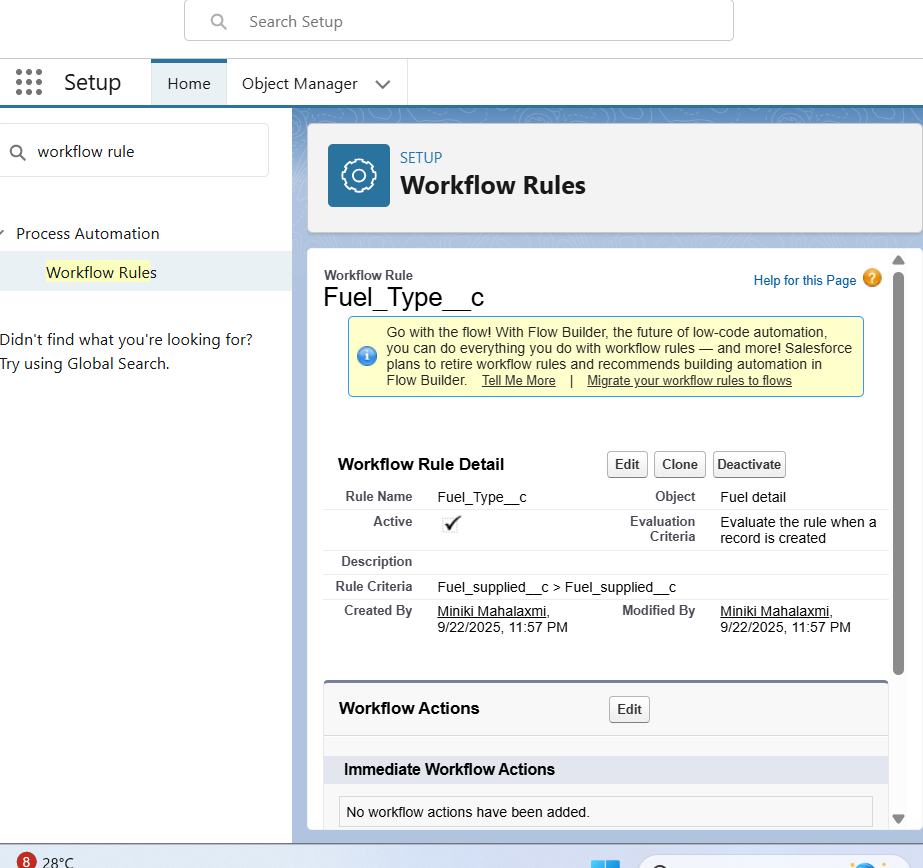 Search Setup
Setup
Home
Object Manager
workflow rule
Process Automation
Workflow Rules
Didn't find what you're looking for?
Try using Global Search.
SETUP
Workflow Rules
Workflow Rule
Fuel_Type__c
Help for this Page ?
Go with the flow! With Flow Builder, the future of low-code automation,
you can do everything you do with workflow rules — and more! Salesforce
plans to retire workflow rules and recommends building automation in
Flow Builder. Tell Me More | Migrate your workflow rules to flows
Workflow Rule Detail
Edit Clone Deactivate
Rule Name Fuel_Type__c Object Fuel detail
Active Evaluation Criteria Evaluate the rule when a
record is created
Description
Rule Criteria Fuel_supplied__c > Fuel_supplied__c
Created By Miniki Mahalaxmi, Modified By Miniki Mahalaxmi,
9/22/2025, 11:57 PM 9/22/2025, 11:57 PM
Workflow Actions Edit
Immediate Workflow Actions
No workflow actions have been added.
8 28°C